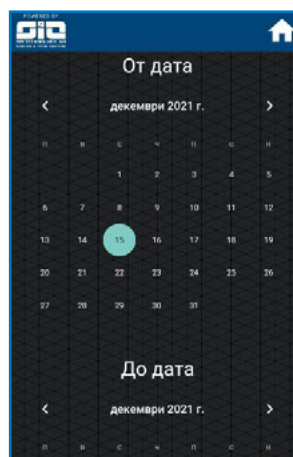 POWERED BY
От дата
декември 2021 г.
п в с ч п с н
1 2 3 4 5
6 7 8 9 10 11 12
13 14 15 16 17 18 19
20 21 22 23 24 25 26
27 28 29 30 31
До дата
декември 2021 г.
п в с ч п с н